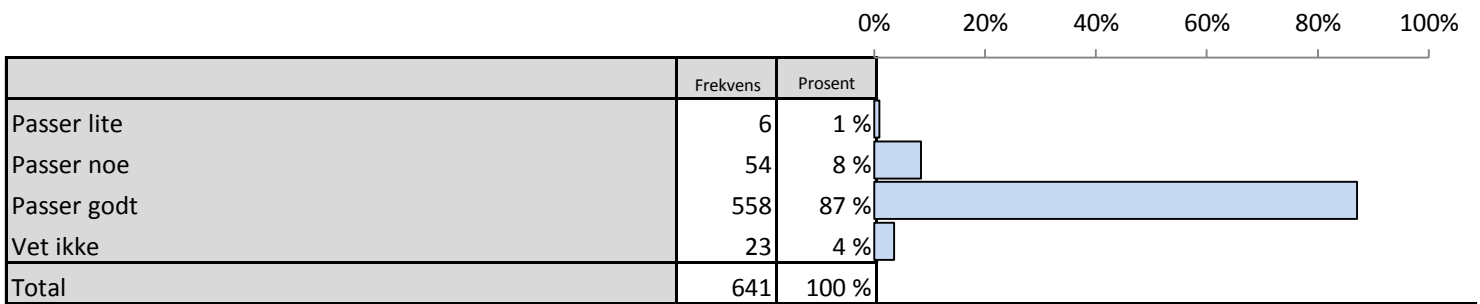 0% 20% 40% 60% 80% 100%
Frekvens Prosent
Passer lite 6 1 %
Passer noe 54 8 %
Passer godt 558 87 %
Vet ikke 23 4 %
Total 641 100 %